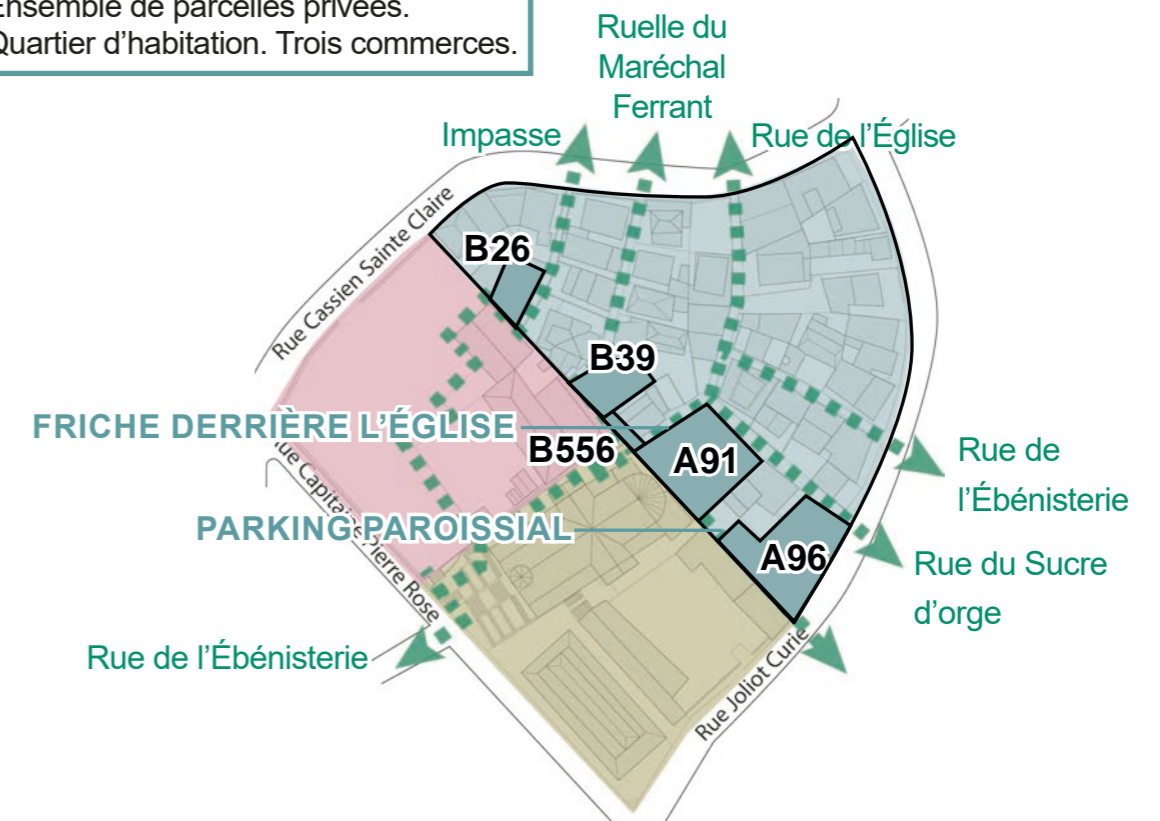 Ensemble de parcelles privées.
Quartier d'habitation. Trois commerces.
Ruelle du
Maréchal
Ferrant
Impasse
Rue de l'Église
Rue Cassien Sainte Claire
B26
B39
FRICHE DERRIÈRE L'ÉGLISE
B556
A91
Rue de
l'Ébénisterie
PARKING PAROISSIAL
A96
Rue du Sucre
d'orge
Rue Capitaine Pierre Rose
Rue de l'Ébénisterie
Rue Joliot Curie